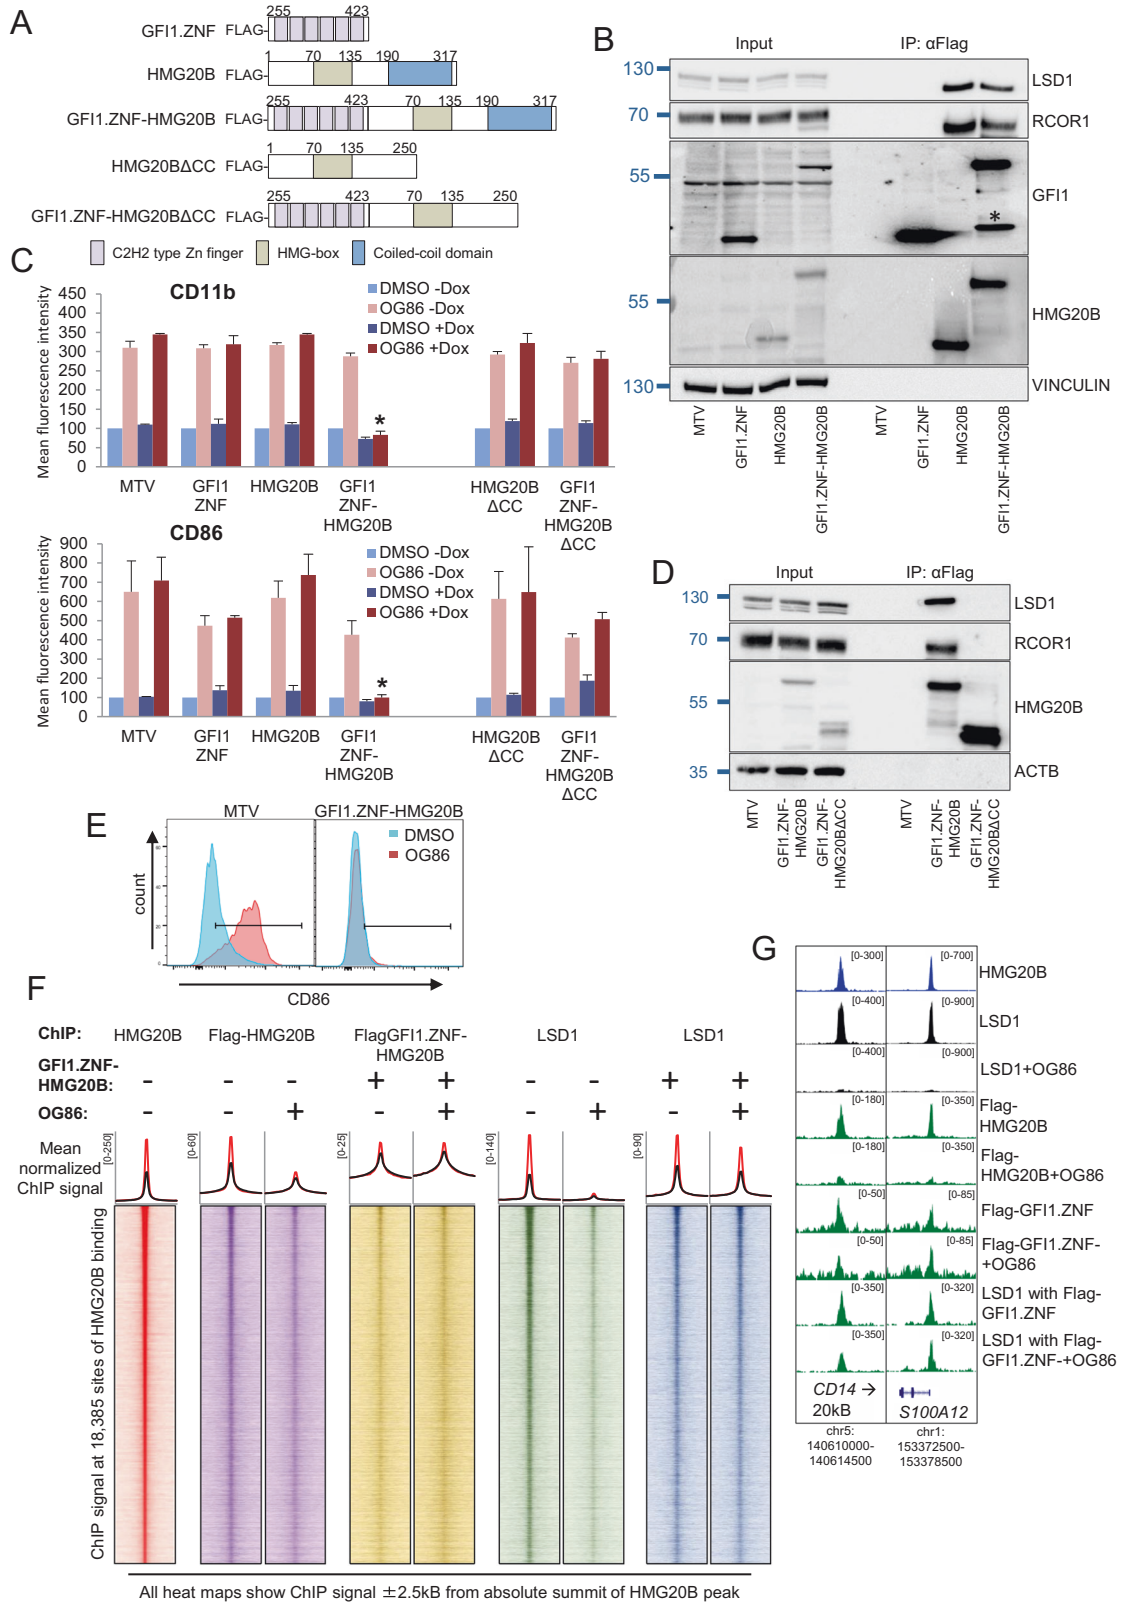 A
255 423
GFI1.ZNF FLAG-
1 70 135 190 317
HMG20B FLAG-
255 423 70 135 190 317
GFI1.ZNF-HMG20B FLAG-
1 70 135 250
HMG20BΔCC FLAG-
255 423 70 135 250
GFI1.ZNF-HMG20BΔCC FLAG-
C2H2 type Zn finger HMG-box Coiled-coil domain
B
Input IP: αFlag
130 LSD1
70 RCOR1
55 GFI1
*
55 HMG20B
130 VINCULIN
MTV
GFI1.ZNF
HMG20B
GFI1.ZNF-HMG20B
MTV
GFI1.ZNF
HMG20B
GFI1.ZNF-HMG20B
C
CD11b
Mean fluorescence intensity
450
400
350
300
250
200
150
100
50
0
DMSO -Dox
OG86 -Dox
DMSO +Dox
OG86 +Dox
*
MTV
GFI1
ZNF
HMG20B
GFI1
ZNF-
HMG20B
HMG20B
ΔCC
GFI1
ZNF-
HMG20B
ΔCC
CD86
Mean fluorescence intensity
900
800
700
600
500
400
300
200
100
0
DMSO -Dox
OG86 -Dox
DMSO +Dox
OG86 +Dox
*
MTV
GFI1
ZNF
HMG20B
GFI1
ZNF-
HMG20B
HMG20B
ΔCC
GFI1
ZNF-
HMG20B
ΔCC
D
Input IP: αFlag
130 LSD1
70 RCOR1
55 HMG20B
35 ACTB
MTV
GFI1.ZNF-
HMG20B
GFI1.ZNF-
HMG20BΔCC
MTV
GFI1.ZNF-
HMG20B
GFI1.ZNF-
HMG20BΔCC
E
MTV GFI1.ZNF-HMG20B
DMSO
OG86
count
CD86
F
ChIP: HMG20B Flag-HMG20B FlagGFI1.ZNF-
HMG20B LSD1 LSD1
GFI1.ZNF-
HMG20B: - - - + + - - + +
OG86: - - + - + - + - +
Mean
normalized
ChIP signal
[0-250]
[0-60]
[0-25]
[0-140]
[0-90]
ChIP signal at 18,385 sites of HMG20B binding
All heat maps show ChIP signal ±2.5kB from absolute summit of HMG20B peak
G
[0-300] [0-700] HMG20B
[0-400] [0-900] LSD1
[0-400] [0-900] LSD1+OG86
[0-180] [0-350] Flag-
HMG20B
[0-180] [0-350] Flag-
HMG20B+OG86
[0-50] [0-85] Flag-GFI1.ZNF
[0-50] [0-85] Flag-GFI1.ZNF-
+OG86
[0-350] [0-320] LSD1 with Flag-
GFI1.ZNF
[0-350] [0-320] LSD1 with Flag-
GFI1.ZNF-+OG86
CD14 →
20kB
S100A12
chr5:
140610000-
140614500
chr1:
153372500-
153378500